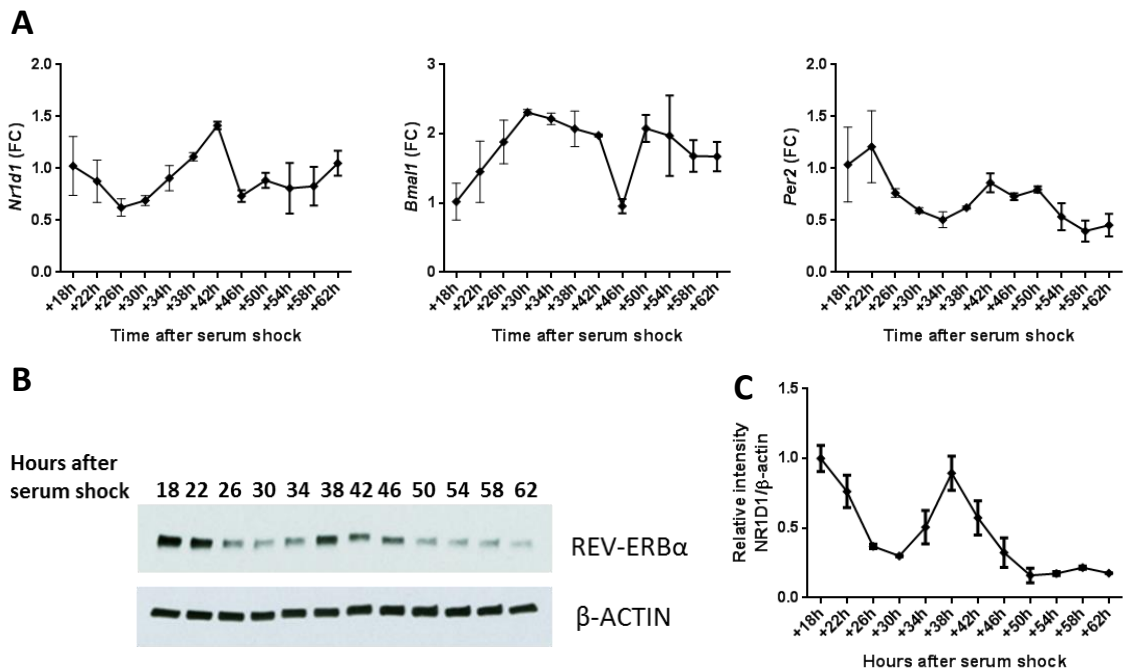 A
Nr1d1 (FC)
2.0
1.5
1.0
0.5
0.0
+18h
+22h
+26h
+30h
+34h
+38h
+42h
+46h
+50h
+54h
+58h
+62h
Time after serum shock
Bmal1 (FC)
3
2
1
0
+18h
+22h
+26h
+30h
+34h
+38h
+42h
+46h
+50h
+54h
+58h
+62h
Time after serum shock
Per2 (FC)
2.0
1.5
1.0
0.5
0.0
+18h
+22h
+26h
+30h
+34h
+38h
+42h
+46h
+50h
+54h
+58h
+62h
Time after serum shock
B
Hours after
serum shock 18 22 26 30 34 38 42 46 50 54 58 62
REV-ERBα
β-ACTIN
C
Relative intensity
NR1D1/β-actin
1.5
1.0
0.5
0.0
+18h
+22h
+26h
+30h
+34h
+38h
+42h
+46h
+50h
+54h
+58h
+62h
Hours after serum shock